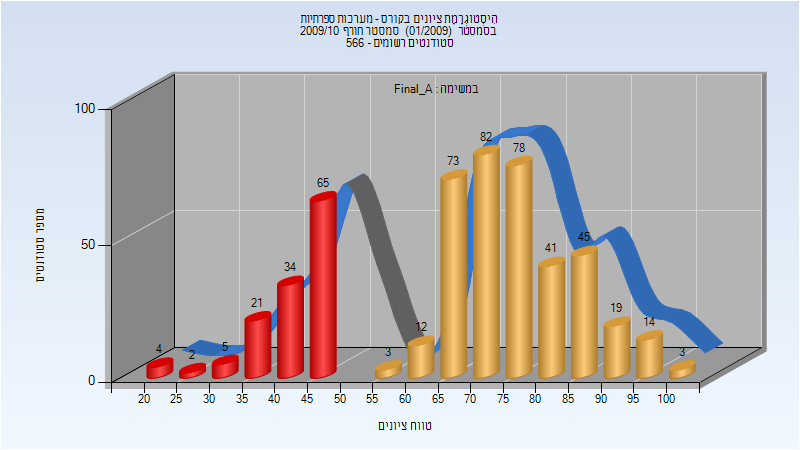 היסטוגרמת ציונים בקורס - מערכות ספרתיות
בסמסטר (01/2009) סמסטר חורף 2009/10
סטודנטים רשומים - 566
במשימה : Final_A
מספר סטודנטים
100
50
0
4
2
5
21
34
65
3
12
73
82
78
41
45
19
14
3
20 25 30 35 40 45 50 55 60 65 70 75 80 85 90 95 100
טווח ציונים